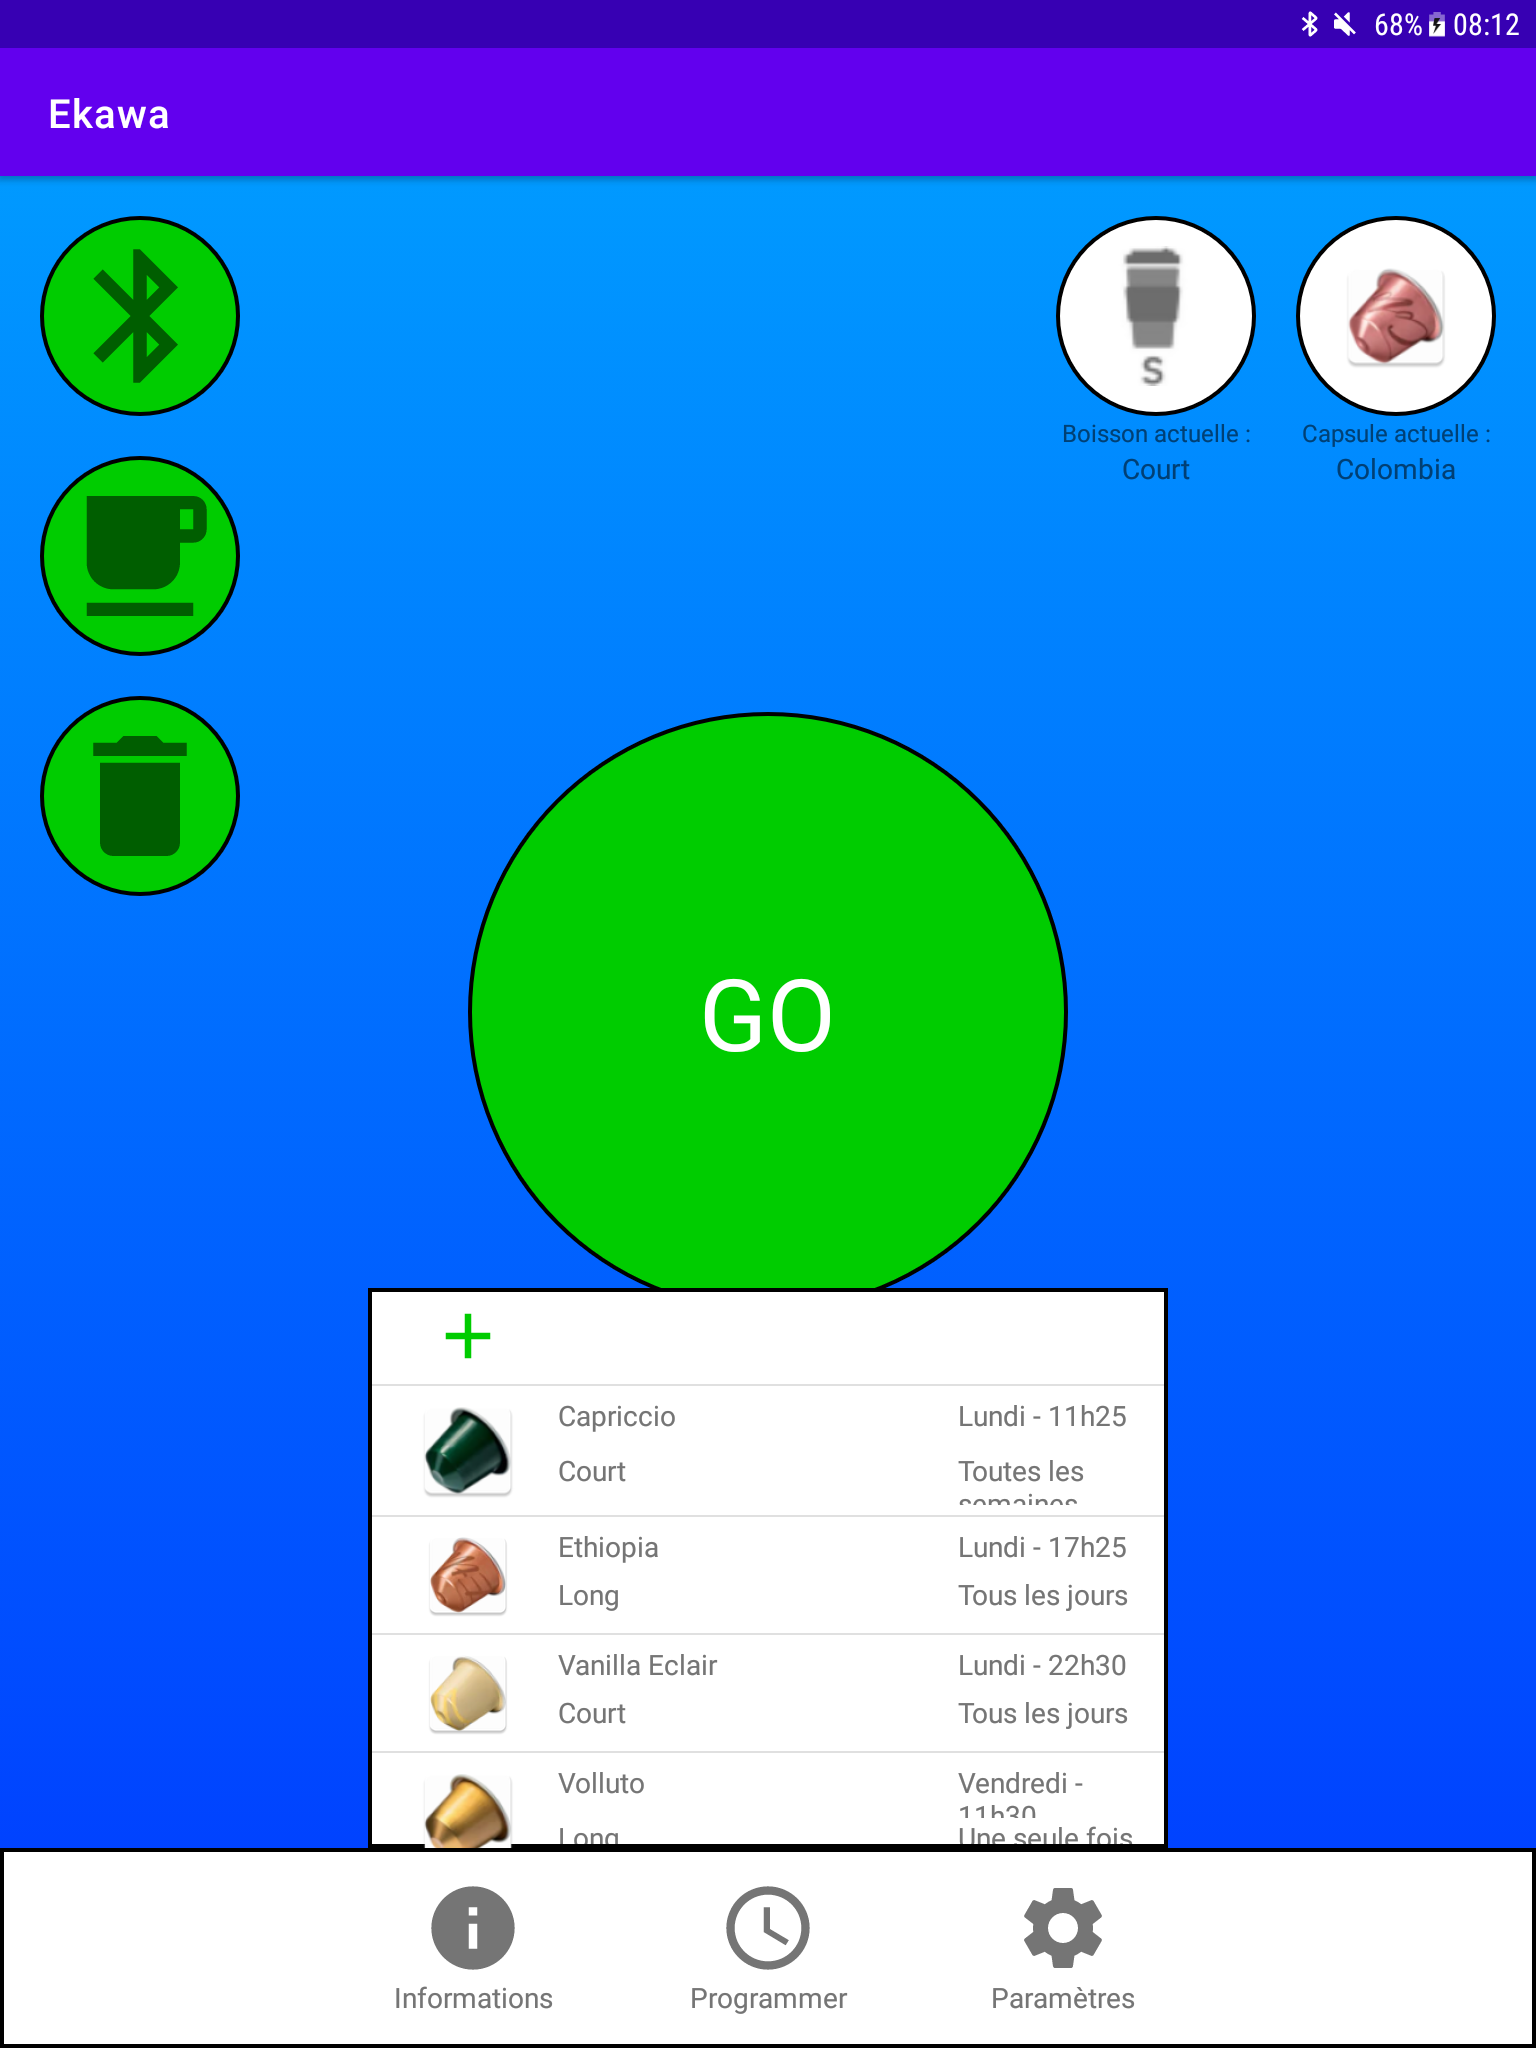 68% 08:12
Ekawa
S
Boisson actuelle :
Court
Capsule actuelle :
Colombia
GO
Capriccio
Lundi - 11h25
Court
Toutes les
semaines
Ethiopia
Lundi - 17h25
Long
Tous les jours
Vanilla Eclair
Lundi - 22h30
Court
Tous les jours
Volluto
Vendredi -
11h30
Long
Une seule fois
Informations
Programmer
Paramètres